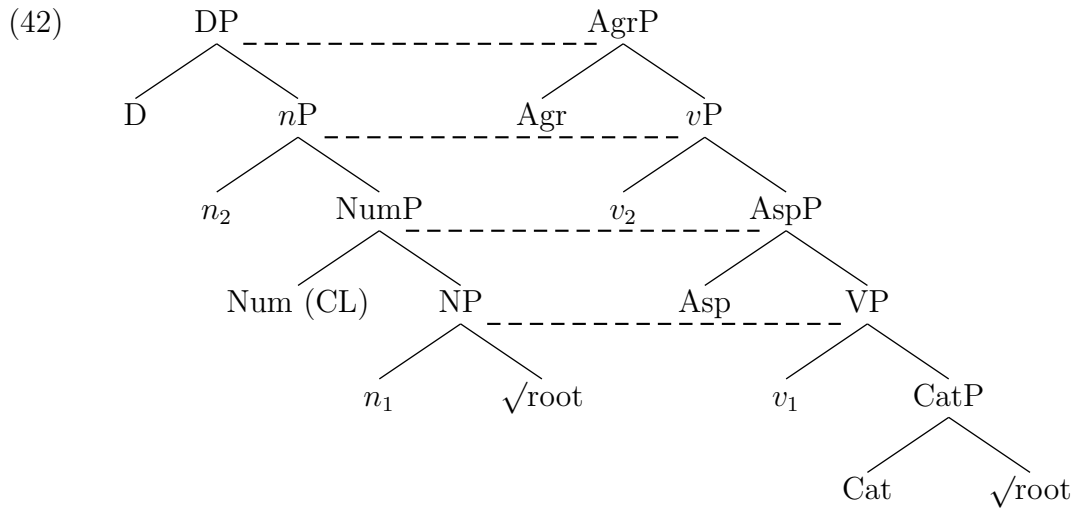 (42) DP AgrP
D nP Agr vP
n₂ NumP v₂ AspP
Num (CL) NP Asp VP
n₁ √root v₁ CatP
Cat √root